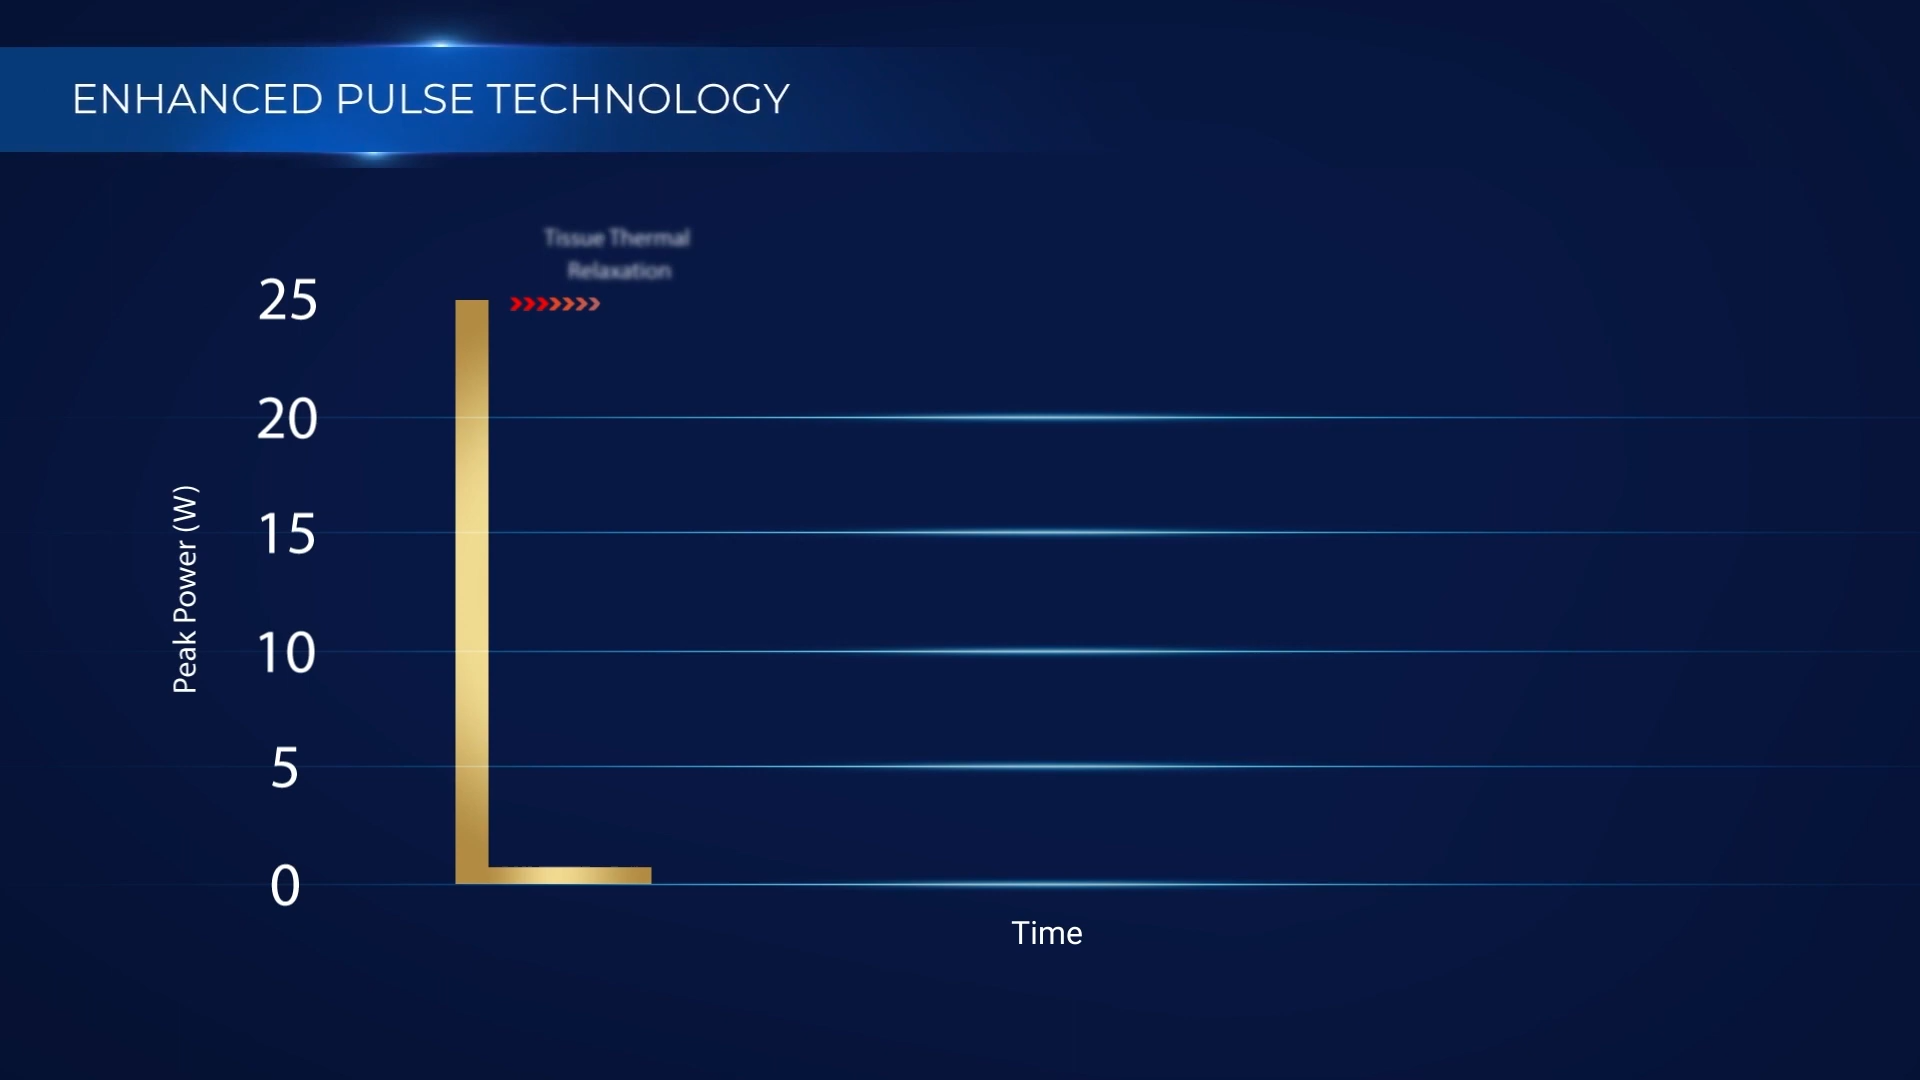 ENHANCED PULSE TECHNOLOGY
Tissue Thermal
Relaxation
25
20
15
10
5
0
Peak Power (W)
Time